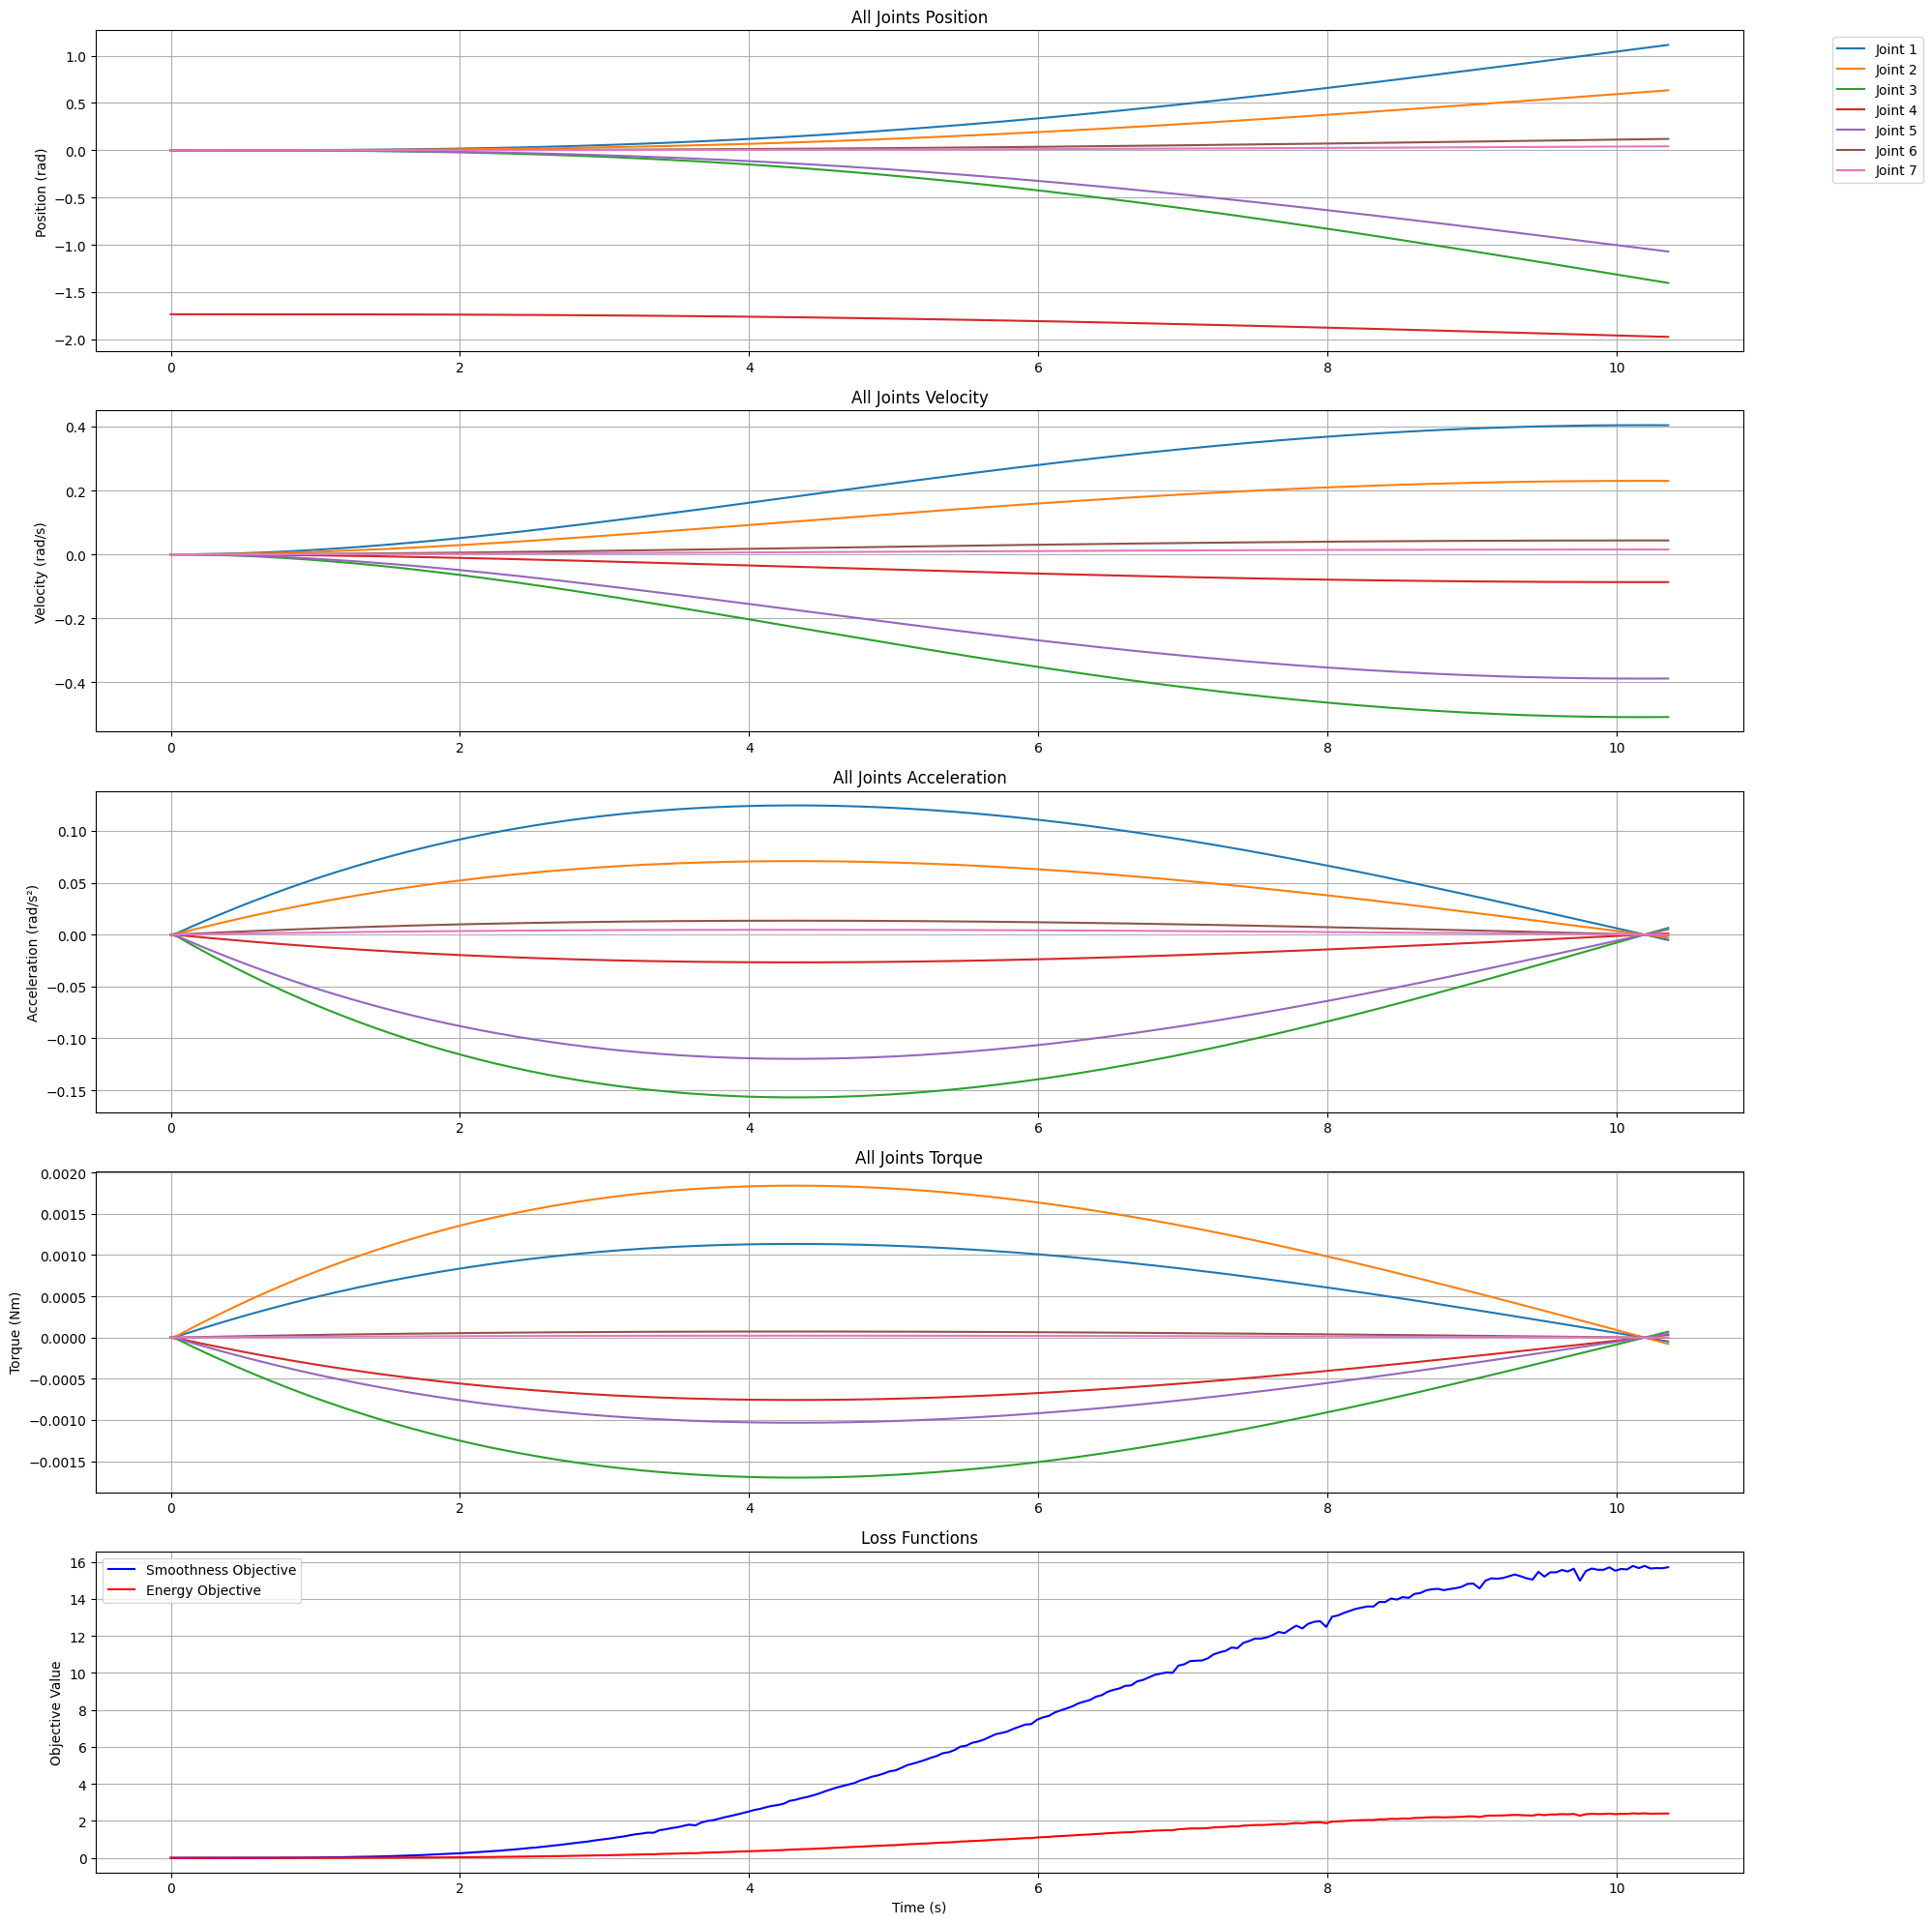 All Joints Position
Position (rad)
1.0
0.5
0.0
−0.5
−1.0
−1.5
−2.0
0 2 4 6 8 10
Joint 1
Joint 2
Joint 3
Joint 4
Joint 5
Joint 6
Joint 7
All Joints Velocity
Velocity (rad/s)
0.4
0.2
0.0
−0.2
−0.4
0 2 4 6 8 10
All Joints Acceleration
Acceleration (rad/s²)
0.10
0.05
0.00
−0.05
−0.10
−0.15
0 2 4 6 8 10
All Joints Torque
Torque (Nm)
0.0020
0.0015
0.0010
0.0005
0.0000
−0.0005
−0.0010
−0.0015
0 2 4 6 8 10
Loss Functions
Objective Value
16
14
12
10
8
6
4
2
0
Smoothness Objective
Energy Objective
0 2 4 6 8 10
Time (s)